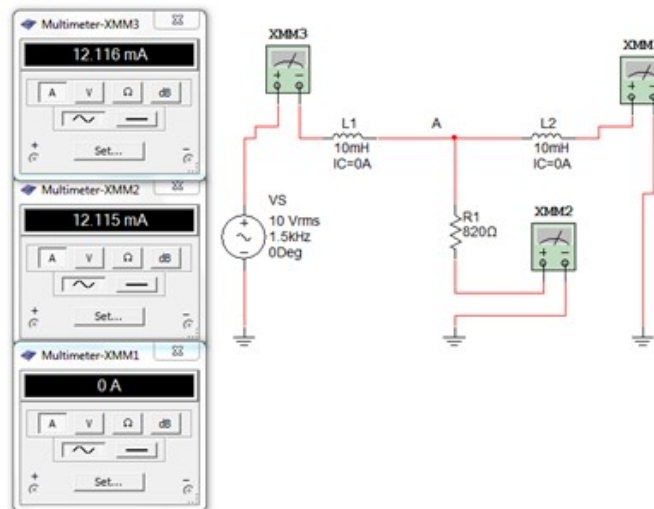 Multimeter-XMM3
12.116 mA
A V Ω dB
+ Set... -
Multimeter-XMM2
12.115 mA
A V Ω dB
+ Set... -
Multimeter-XMM1
0 A
A V Ω dB
+ Set... -
XMM3
+ -
L1
10mH
IC=0A
A
L2
10mH
IC=0A
+ -
VS
+
10 Vrms
1.5kHz
0Deg
-
R1
820Ω
XMM2
+ -